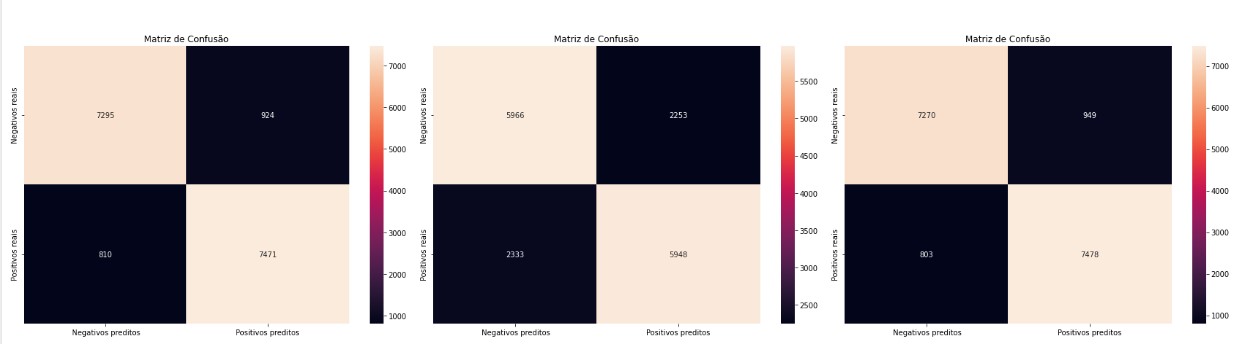 Matriz de Confusão
Negativos reais
Positivos reais
7295
924
810
7471
Negativos preditos
Positivos preditos
7000
6000
5000
4000
3000
2000
1000
Matriz de Confusão
Negativos reais
Positivos reais
5966
2253
2333
5948
Negativos preditos
Positivos preditos
5500
5000
4500
4000
3500
3000
2500
Matriz de Confusão
Negativos reais
Positivos reais
7270
949
803
7478
Negativos preditos
Positivos preditos
7000
6000
5000
4000
3000
2000
1000